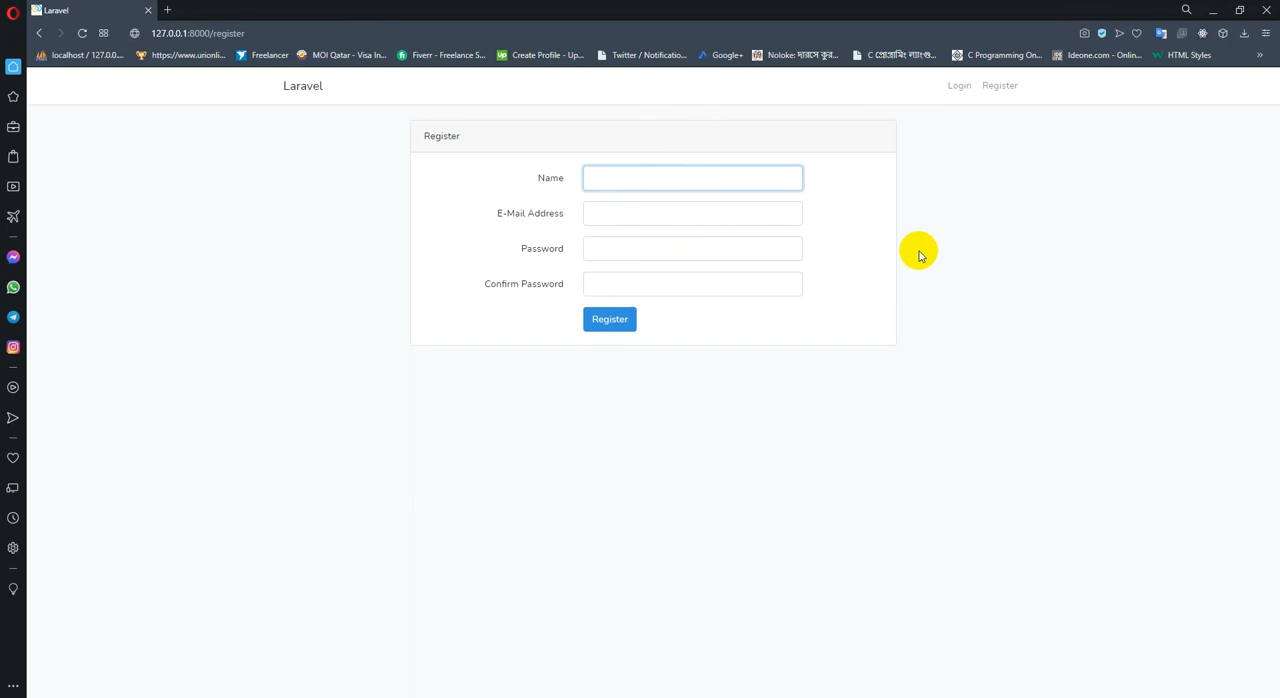 Laravel
127.0.0.1:8000/register
localhost / 127.0.0....
https://www.urionli...
Freelancer
MOI Qatar - Visa In...
Fiverr - Freelance S...
Create Profile - Up...
Twitter / Notificatio...
Google+
Noloke: দারসে কুর...
C প্রোগ্রামিং ল্যাংগু...
C Programming On...
Ideone.com - Onlin...
HTML Styles
Laravel
Login
Register
Register
Name
E-Mail Address
Password
Confirm Password
Register